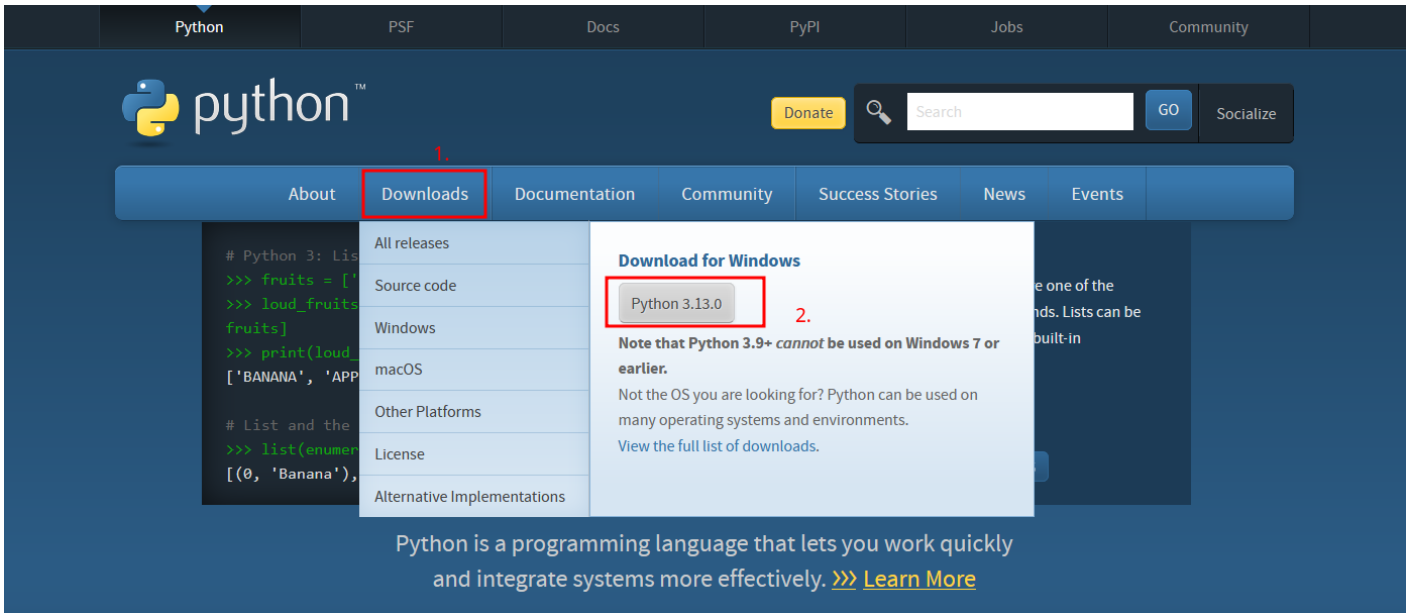 Python PSF Docs PyPI Jobs Community
python™
Donate Search GO Socialize
1.
About Downloads Documentation Community Success Stories News Events
# Python 3: Lis
>>> fruits = ['
>>> loud_fruits
fruits]
>>> print(loud_
['BANANA', 'APP
# List and the
>>> list(enumer
[(0, 'Banana'),
All releases
Source code
Windows
macOS
Other Platforms
License
Alternative Implementations
Download for Windows
Python 3.13.0
2.
Note that Python 3.9+ cannot be used on Windows 7 or
earlier.
Not the OS you are looking for? Python can be used on
many operating systems and environments.
View the full list of downloads.
e one of the
nds. Lists can be
built-in
Python is a programming language that lets you work quickly
and integrate systems more effectively. >>> Learn More